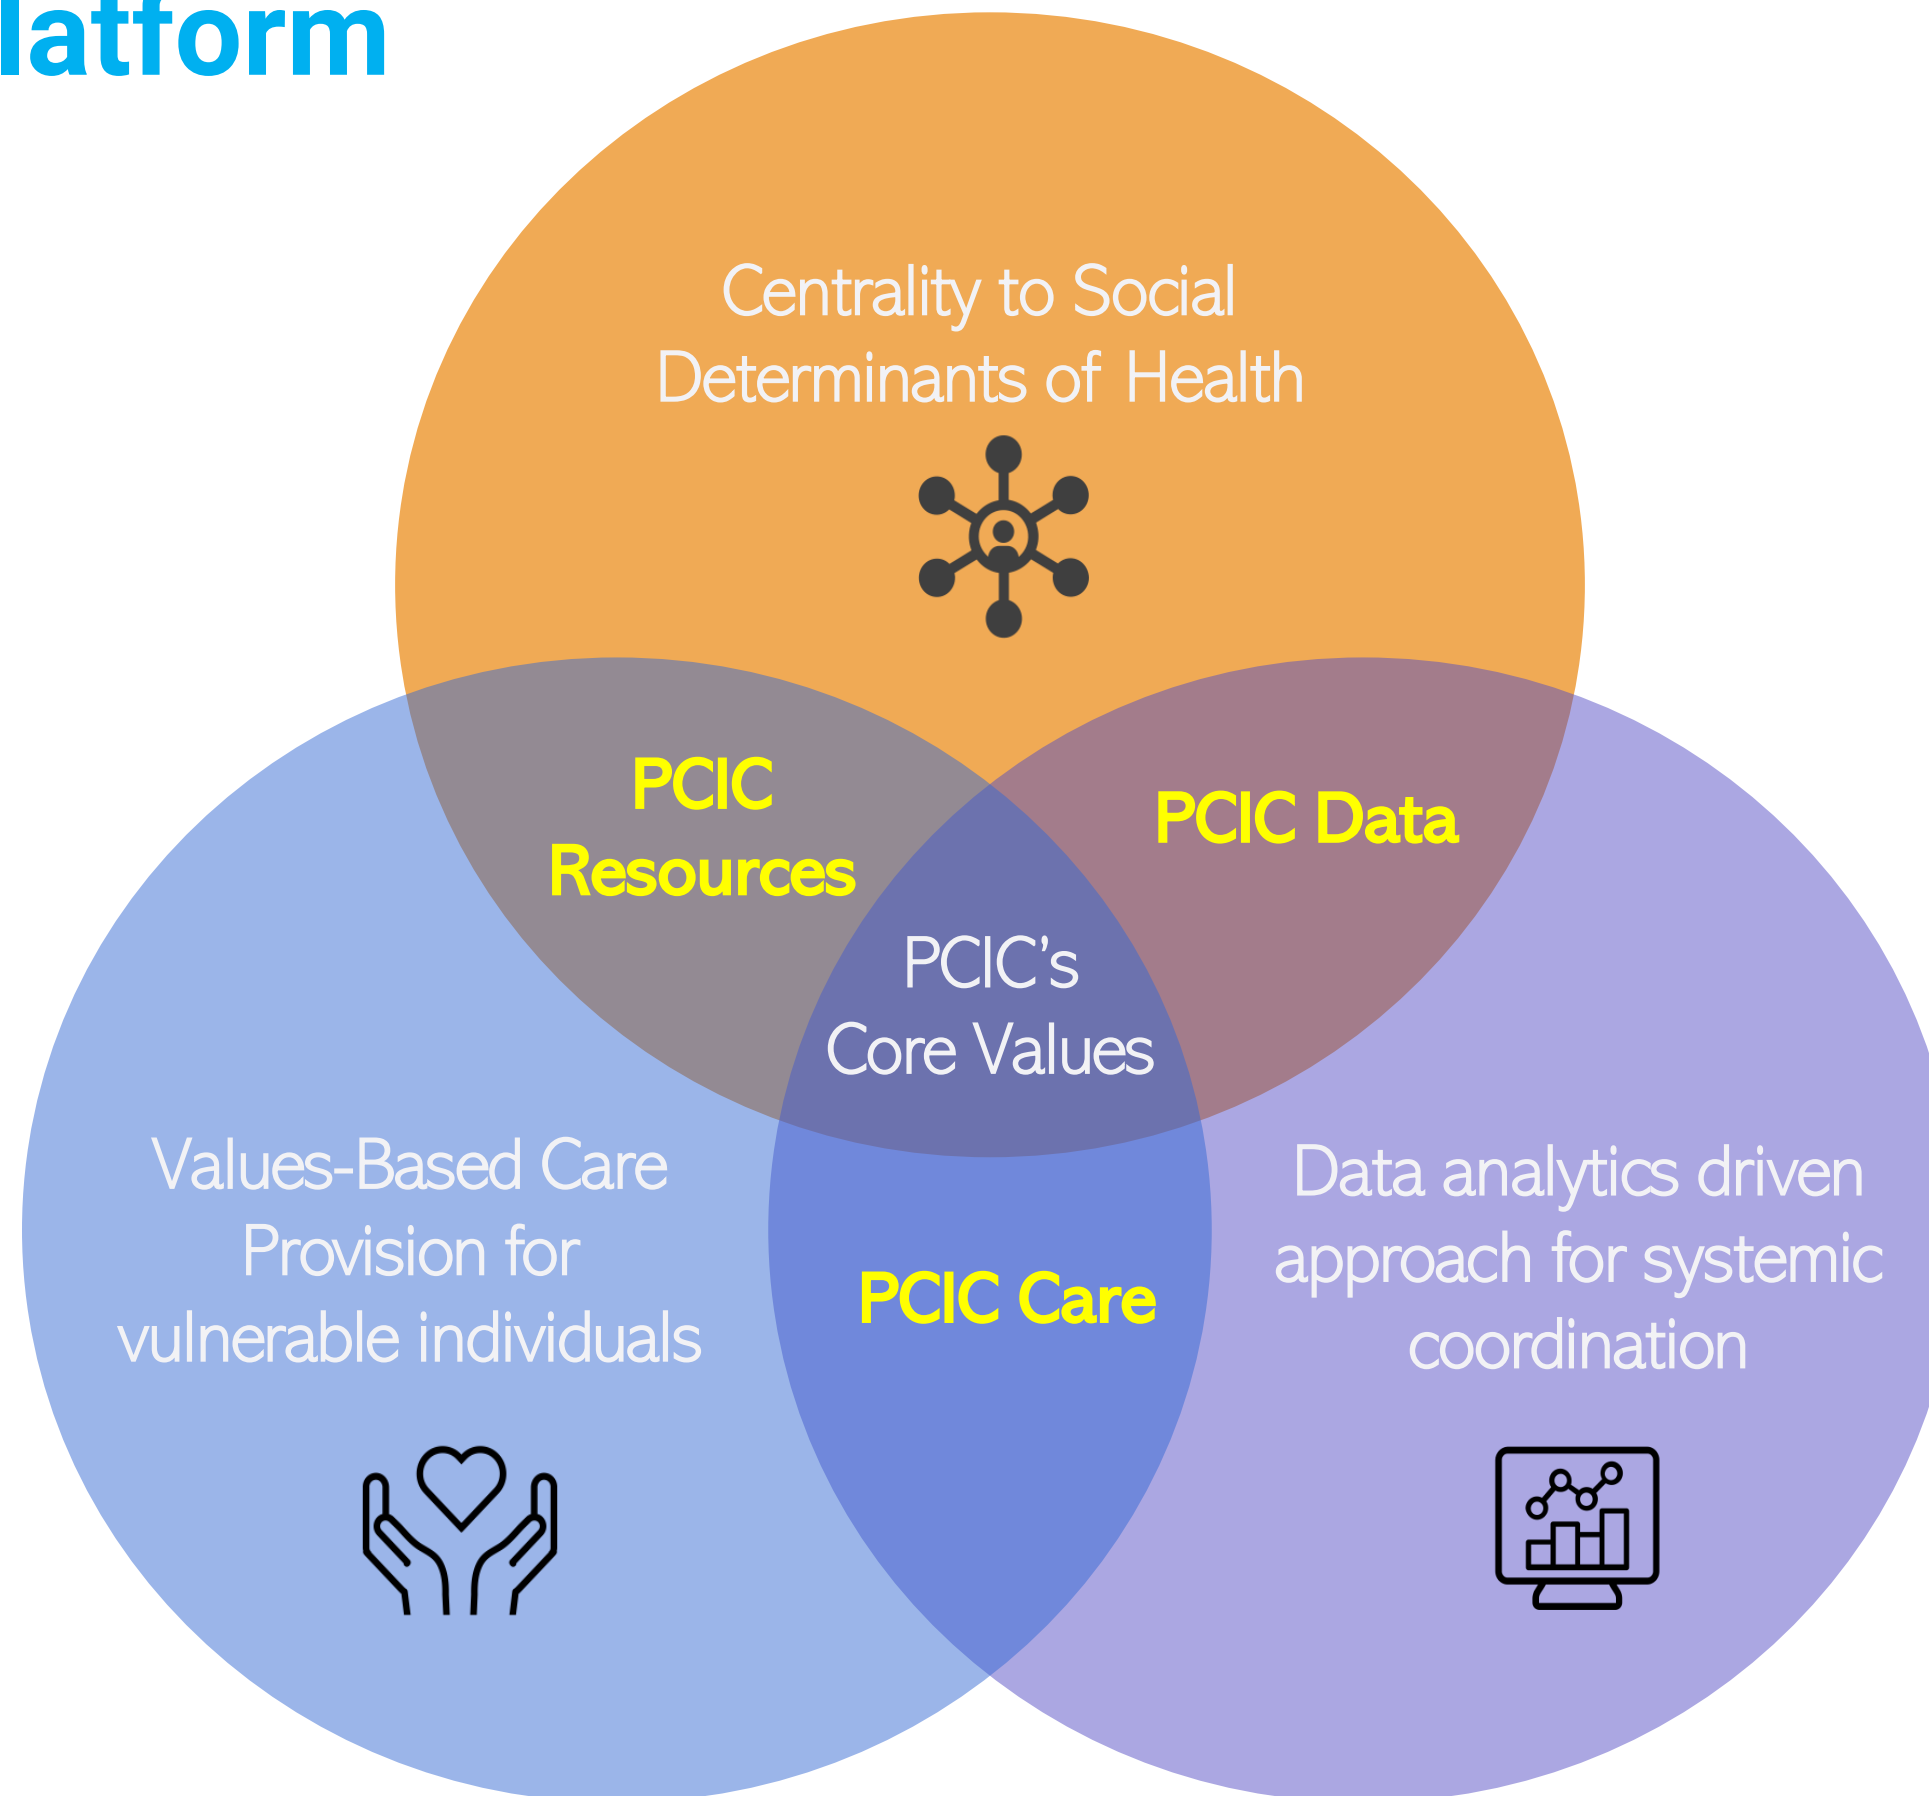 latform
Centrality to Social
Determinants of Health
PCIC
Resources
PCIC Data
PCIC's
Core Values
Values-Based Care
Provision for
vulnerable individuals
PCIC Care
Data analytics driven
approach for systemic
coordination